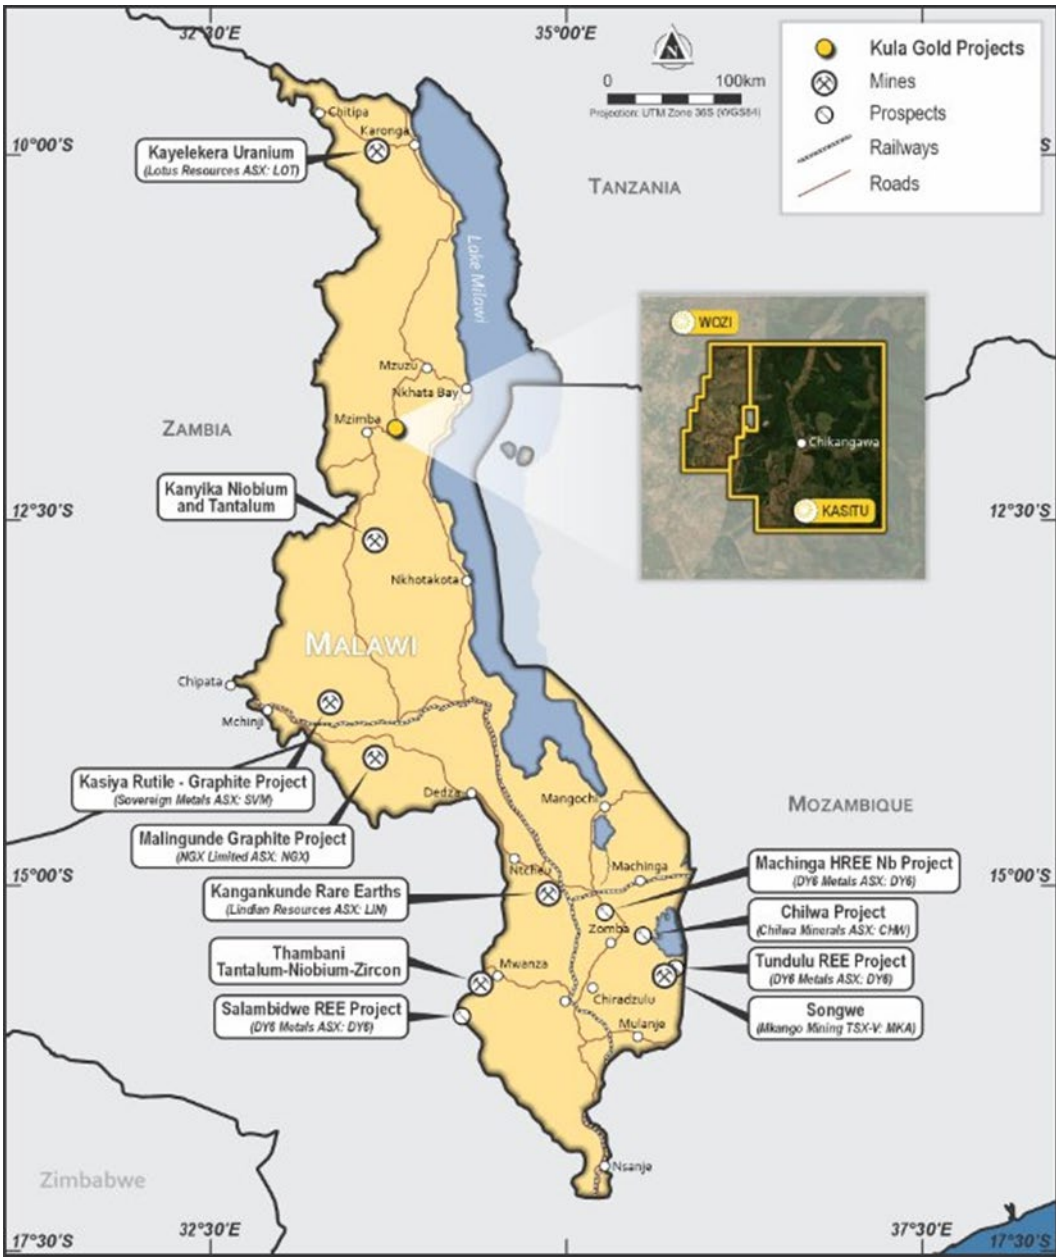 32°30'E
35°00'E
0 100km
Projection: UTM Zone 36S (WGS84)
Kula Gold Projects
Mines
Prospects
Railways
Roads
10°00'S
S
Chitipa
Karonga
Kayelekera Uranium
(Lotus Resources ASX: LOT)
TANZANIA
Lake Milawi
WOZI
Chikangawa
KASITU
Mzuzu
Nkhata Bay
Mzimba
ZAMBIA
Kanyika Niobium
and Tantalum
12°30'S
12°30'S
Nkhotakota
MALAWI
Chipata
Mchinji
Kasiya Rutile - Graphite Project
(Sovereign Metals ASX: SVM)
Dedza
Mangochi
MOZAMBIQUE
Malingunde Graphite Project
(NGX Limited ASX: NGX)
Ntcheu
Machinga
Machinga HREE Nb Project
(DY6 Metals ASX: DY6)
15°00'S
15°00'S
Kangankunde Rare Earths
(Lindian Resources ASX: LIN)
Chilwa Project
(Chilwa Minerals ASX: CHW)
Zomba
Thambani
Tantalum-Niobium-Zircon
Mwanza
Tundulu REE Project
(DY6 Metals ASX: DY6)
Salambidwe REE Project
(DY6 Metals ASX: DY6)
Chiradzulu
Songwe
(Mkango Mining TSX-V: MKA)
Mulanje
Nsanje
Zimbabwe
32°30'E
37°30'E
17°30'S
17°30'S